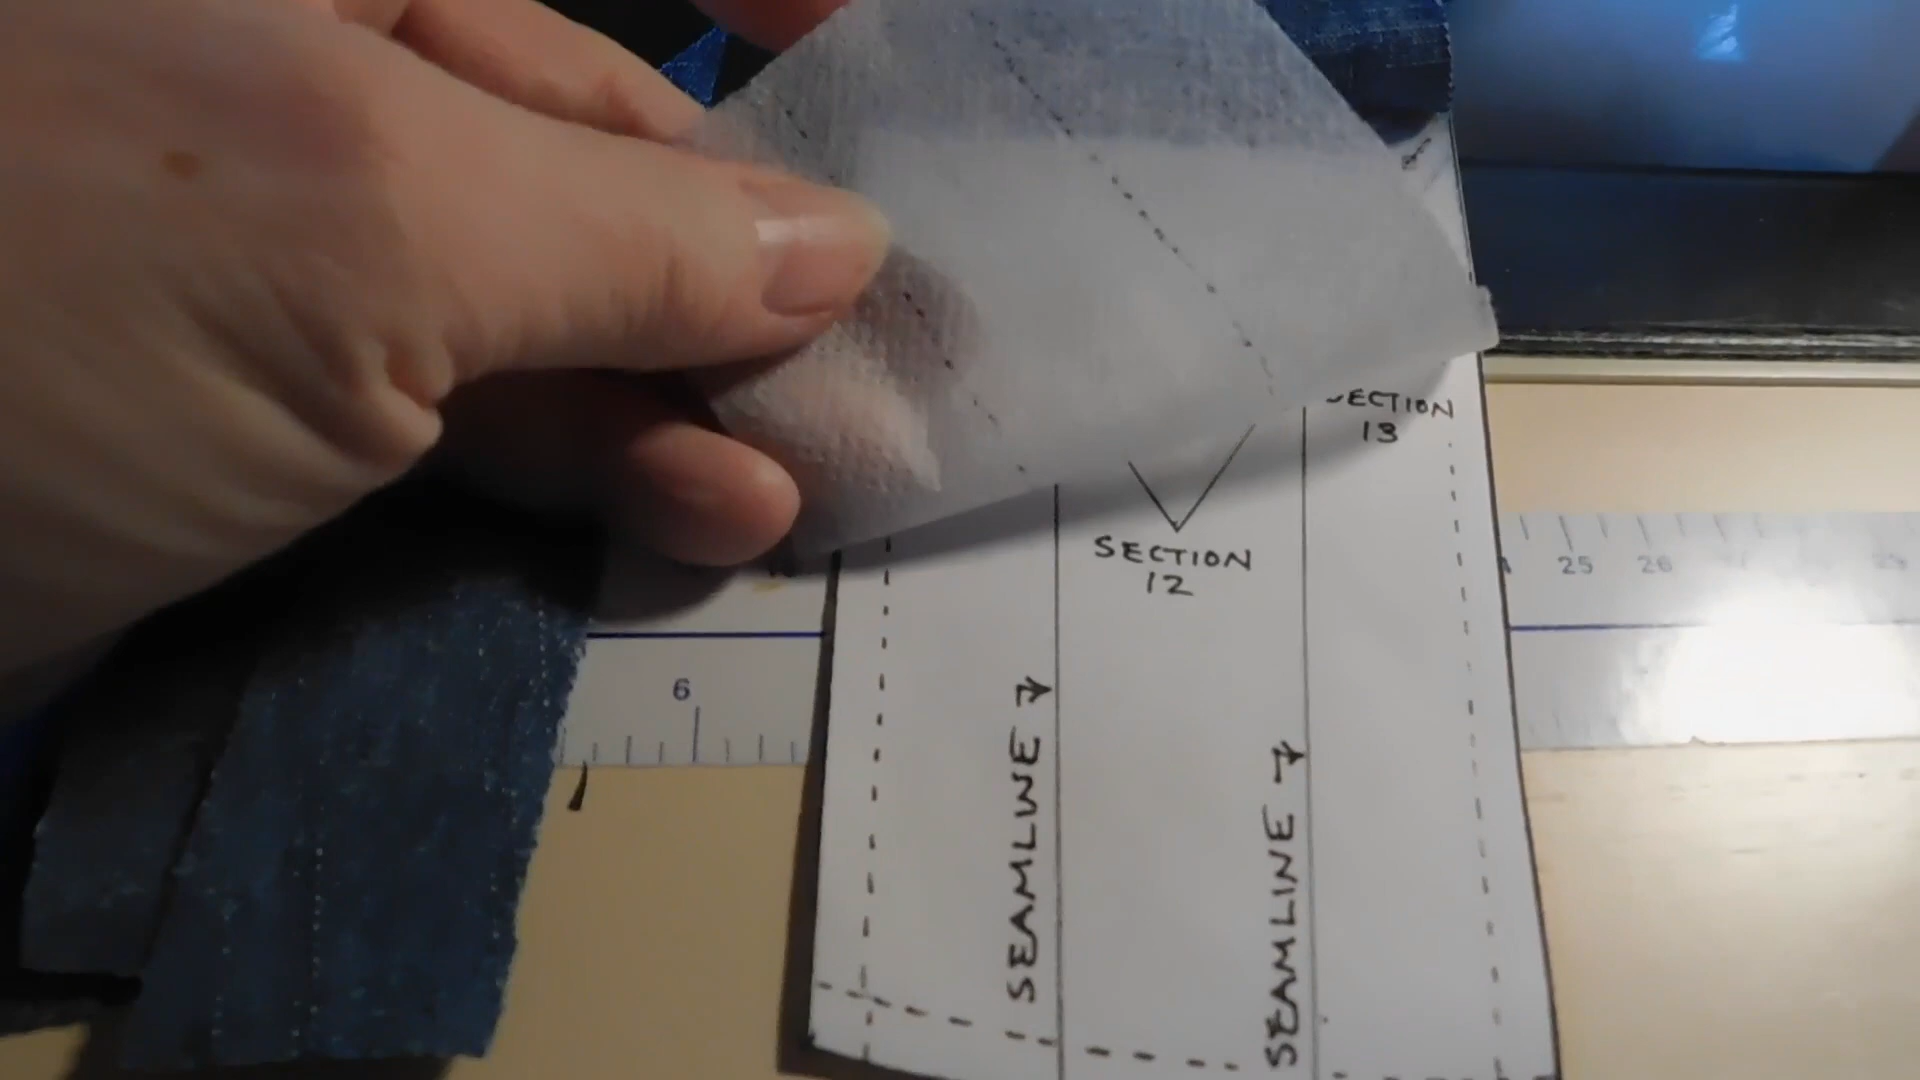 SECTION
13
SECTION
12
25 26
6
SEAMLINE
SEAMLINE